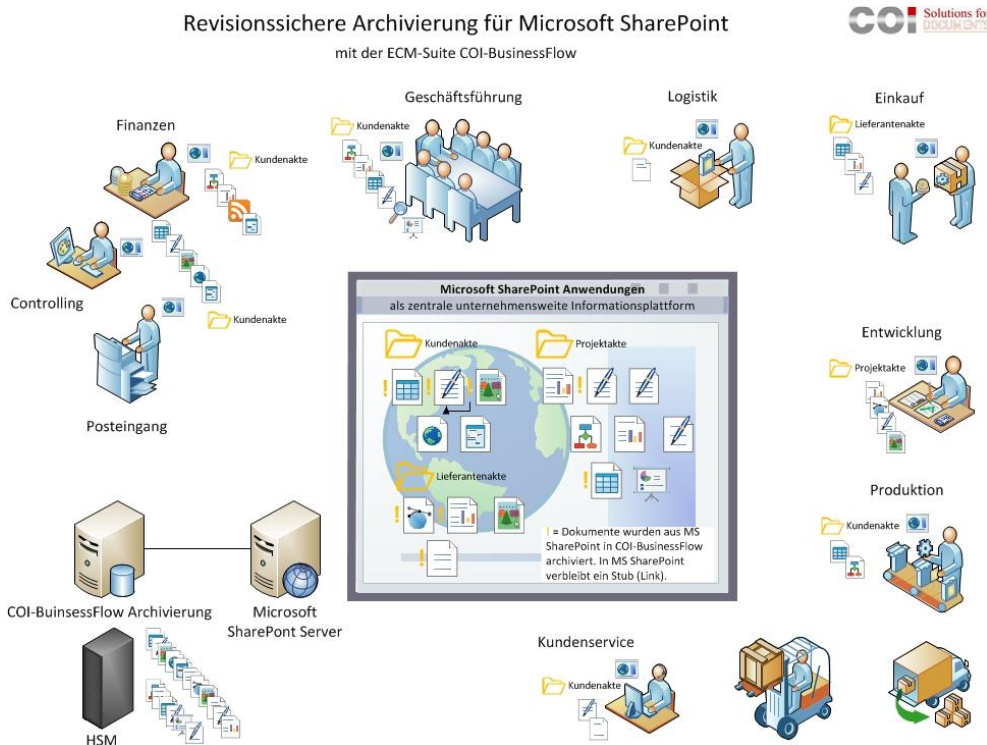 Revisionssichere Archivierung für Microsoft SharePoint
mit der ECM-Suite COI-BusinessFlow
COI Solutions for
DOCUMENTS
Geschäftsführung
Kundenakte
Logistik
Kundenakte
Einkauf
Lieferantenakte
Finanzen
Kundenakte
Controlling
Kundenakte
Posteingang
Microsoft SharePoint Anwendungen
als zentrale unternehmensweite Informationsplattform
Kundenakte
Projektakte
Lieferantenakte
! = Dokumente wurden aus MS
SharePoint in COI-BusinessFlow
archiviert. In MS SharePoint
verbleibt ein Stub (Link).
Entwicklung
Projektakte
Produktion
Kundenakte
COI-BuinsessFlow Archivierung
Microsoft
SharePont Server
HSM
Kundenservice
Kundenakte